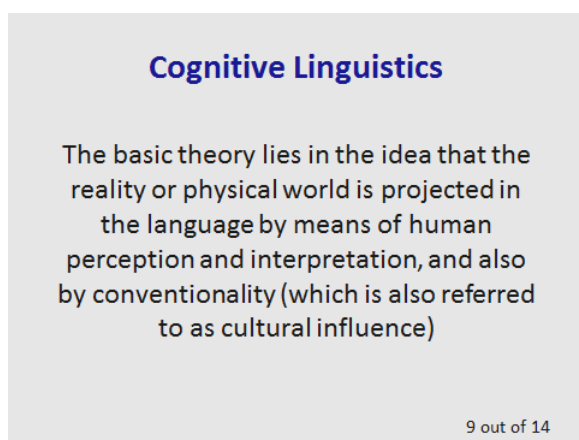 Cognitive Linguistics
The basic theory lies in the idea that the
reality or physical world is projected in
the language by means of human
perception and interpretation, and also
by conventionality (which is also referred
to as cultural influence)
9 out of 14